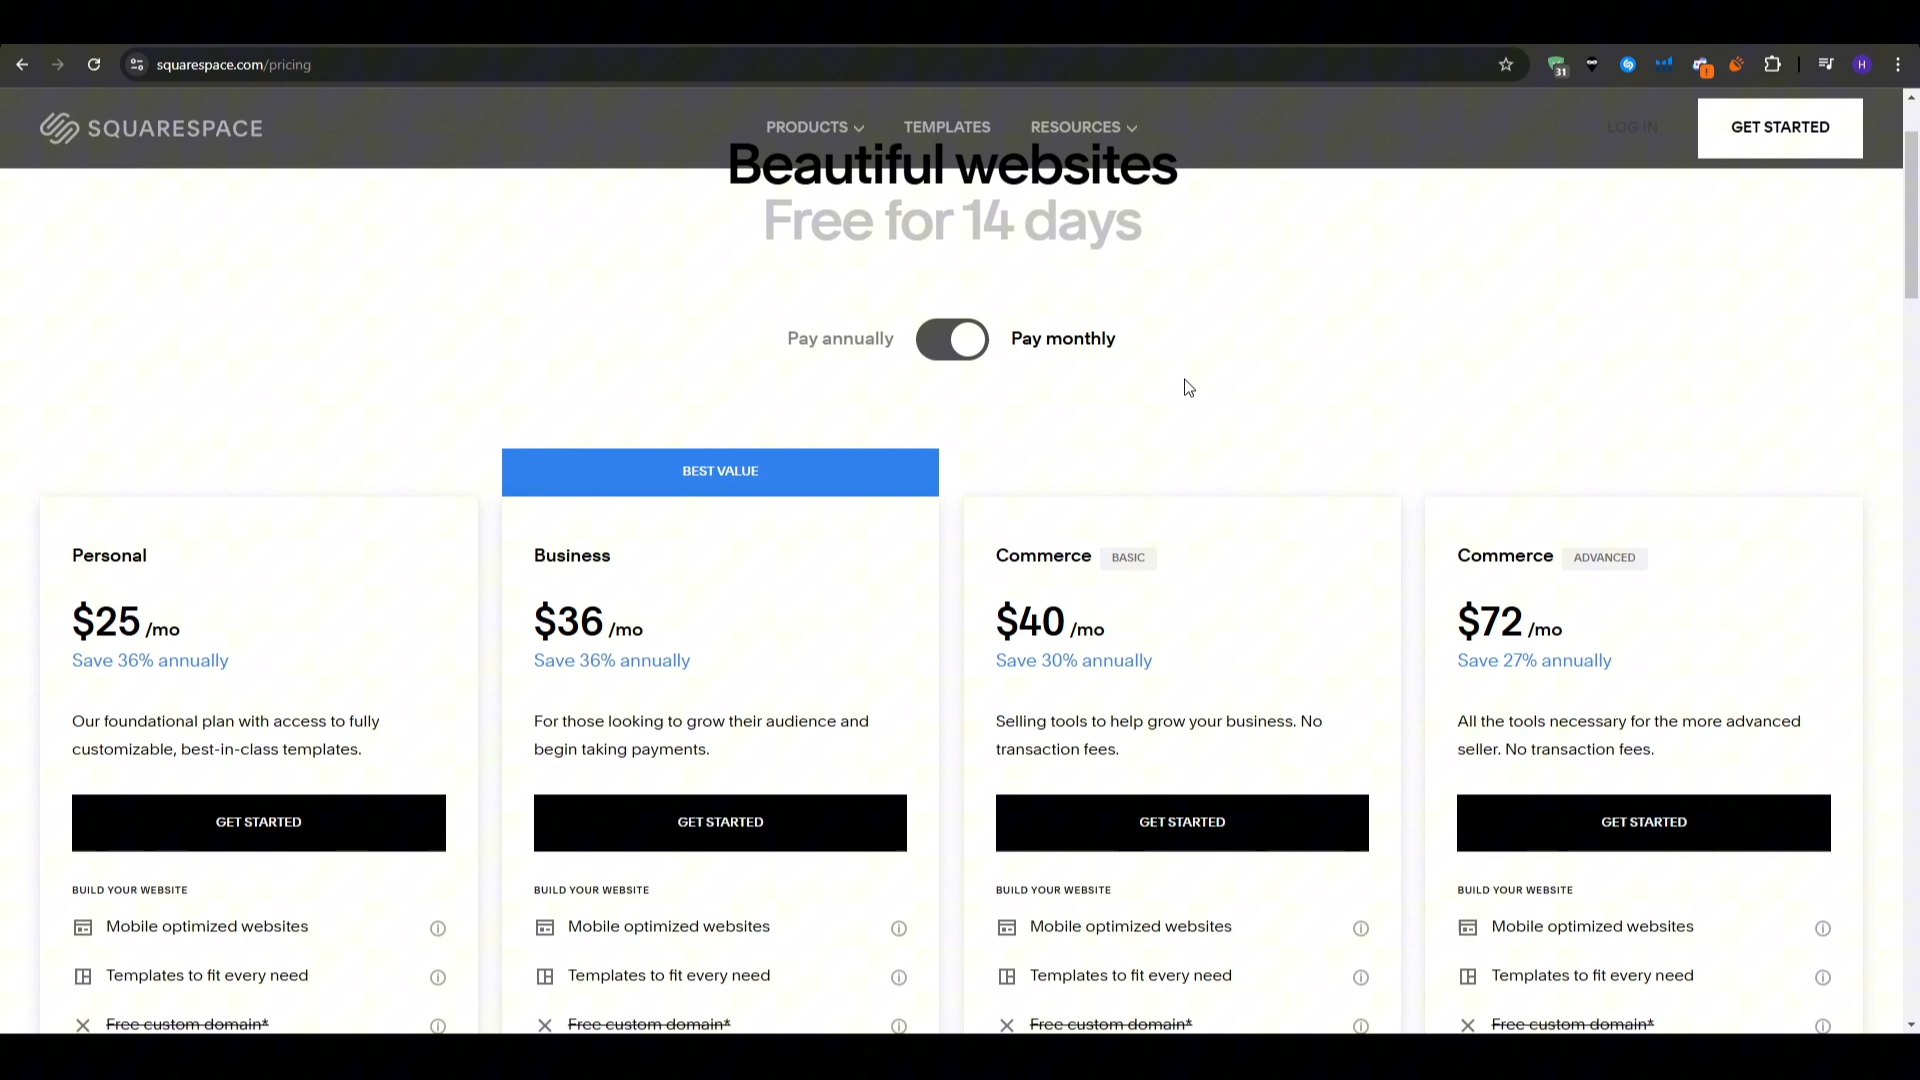 squarespace.com/pricing
31
H
SQUARESPACE
PRODUCTS
TEMPLATES
RESOURCES
LOG IN
GET STARTED
Beautiful websites
Free for 14 days
Pay annually
Pay monthly
BEST VALUE
Personal
$25 /mo
Save 36% annually
Our foundational plan with access to fully
customizable, best-in-class templates.
GET STARTED
BUILD YOUR WEBSITE
Mobile optimized websites
Templates to fit every need
Free custom domain*
Business
$36 /mo
Save 36% annually
For those looking to grow their audience and
begin taking payments.
GET STARTED
BUILD YOUR WEBSITE
Mobile optimized websites
Templates to fit every need
Free custom domain*
Commerce BASIC
$40 /mo
Save 30% annually
Selling tools to help grow your business. No
transaction fees.
GET STARTED
BUILD YOUR WEBSITE
Mobile optimized websites
Templates to fit every need
Free custom domain*
Commerce ADVANCED
$72 /mo
Save 27% annually
All the tools necessary for the more advanced
seller. No transaction fees.
GET STARTED
BUILD YOUR WEBSITE
Mobile optimized websites
Templates to fit every need
Free custom domain*